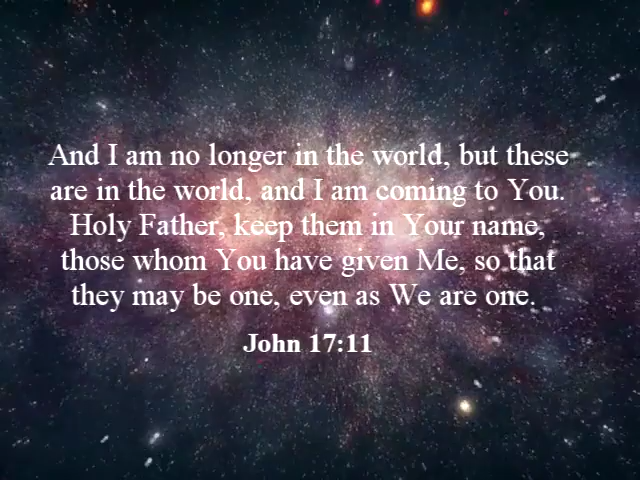 And I am no longer in the world, but these
are in the world, and I am coming to You.
Holy Father, keep them in Your name,
those whom You have given Me, so that
they may be one, even as We are one.
John 17:11